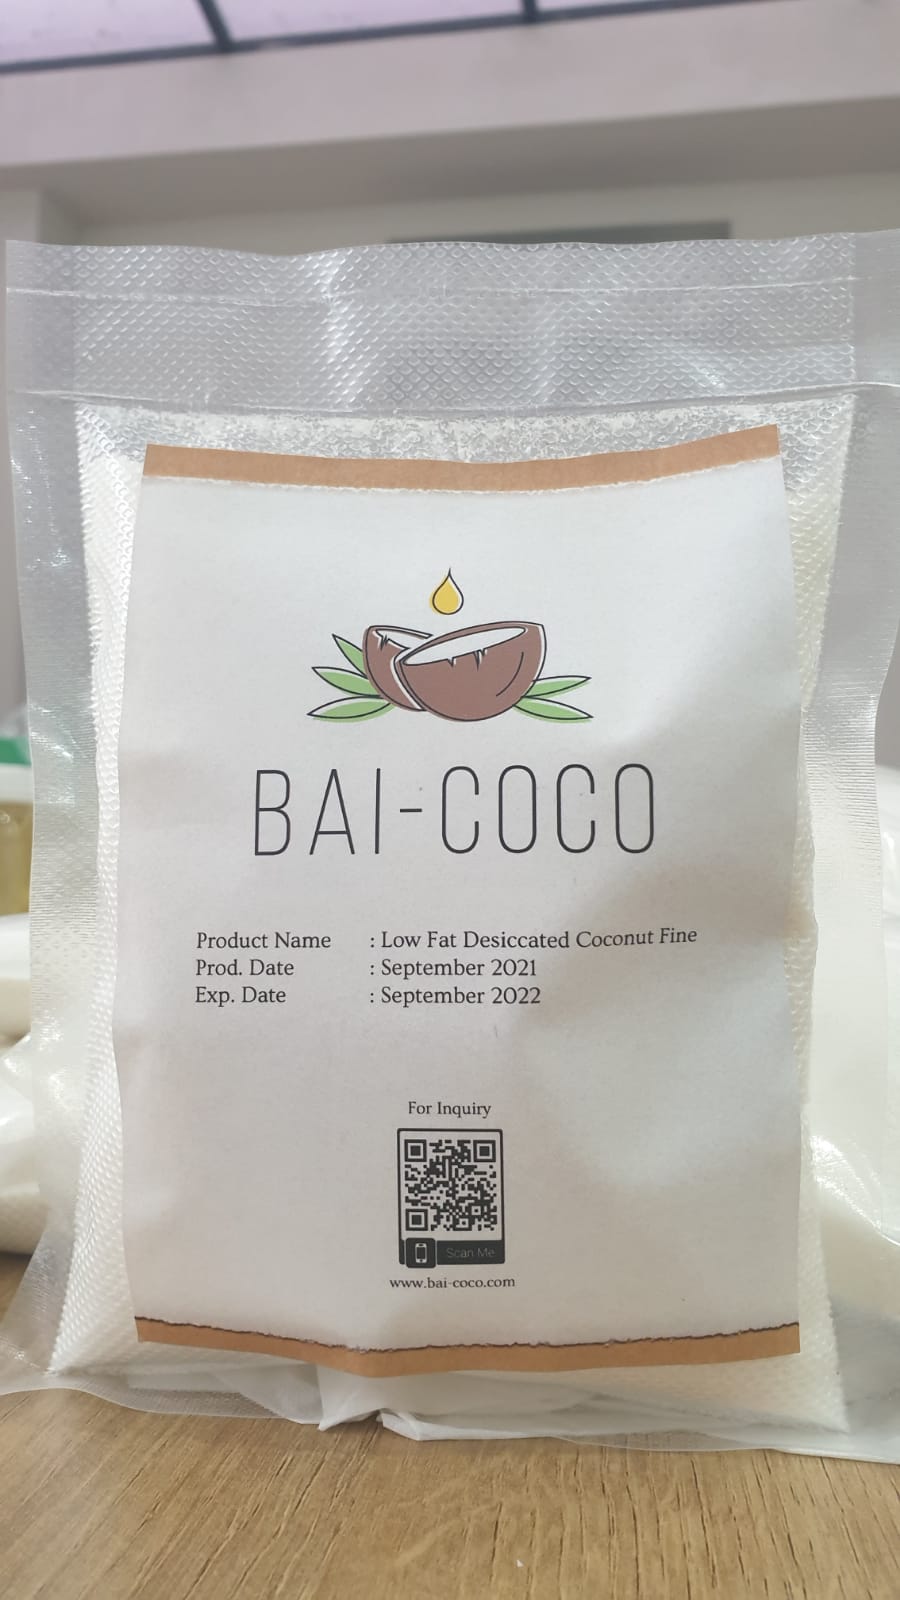 BAI-COCO
Product Name : Low Fat Desiccated Coconut Fine
Prod. Date : September 2021
Exp. Date : September 2022
For Inquiry
Scan Me
www.bai-coco.com